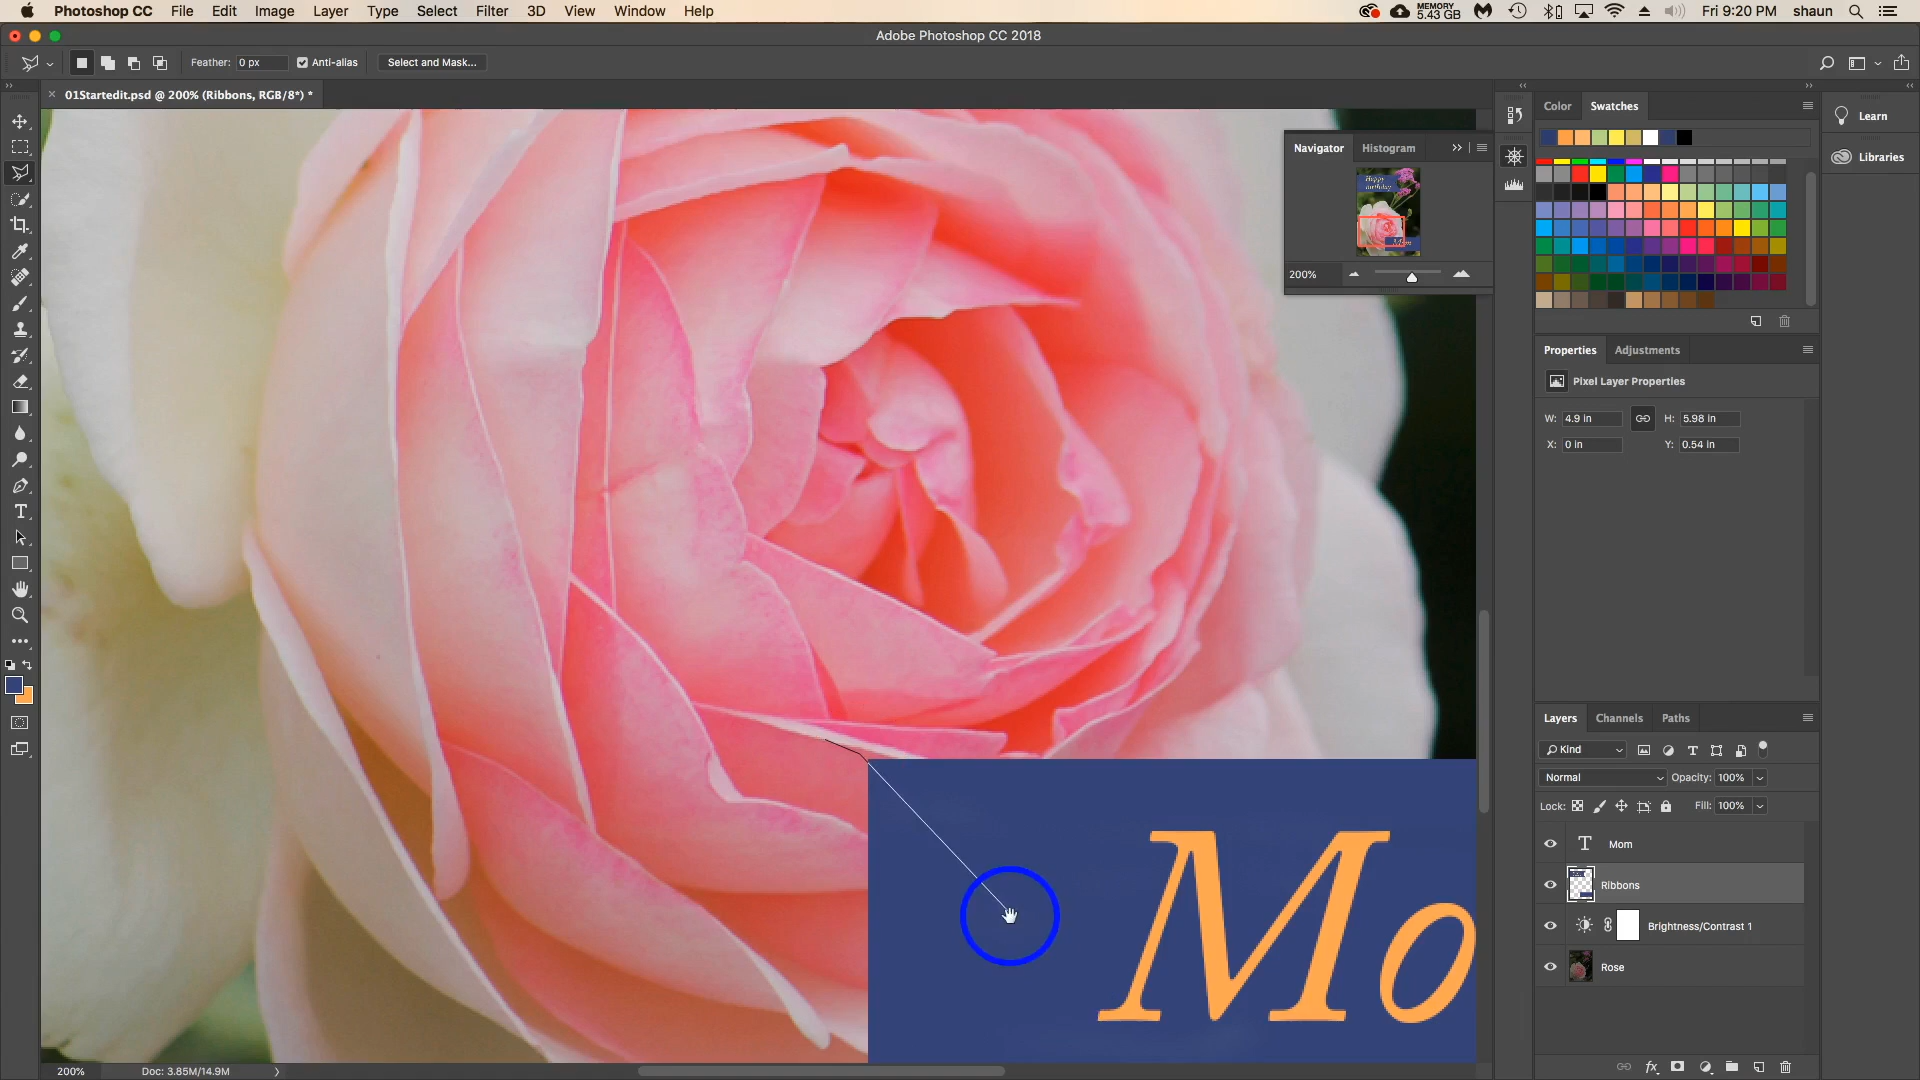 Photoshop CC File Edit Image Layer Type Select Filter 3D View Window Help MEMORY 5.43 GB Fri 9:20 PM shaun
Adobe Photoshop CC 2018
Feather: 0 px Anti-alias Select and Mask...
01Startedit.psd @ 200% (Ribbons, RGB/8*) *
Color Swatches
Learn
Libraries
Navigator Histogram
Happy
birthday
Mom
200%
Properties Adjustments
Pixel Layer Properties
W: 4.9 in H: 5.98 in
X: 0 in Y: 0.54 in
Mo
Layers Channels Paths
Kind
Normal Opacity: 100%
Lock: Fill: 100%
Mom
Ribbons
Brightness/Contrast 1
Rose
200% Doc: 3.85M/14.9M
fx